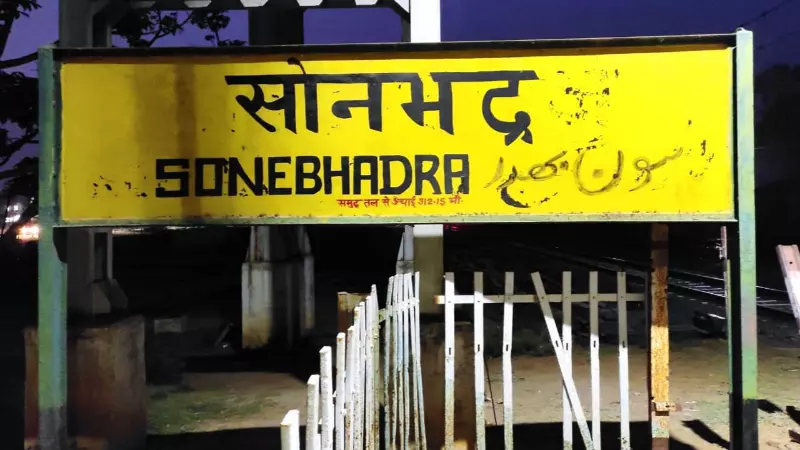 सोनभद्र
SONEBHADRA سون بھدر
समुद्र तल से ऊंचाई 312.15 मी.